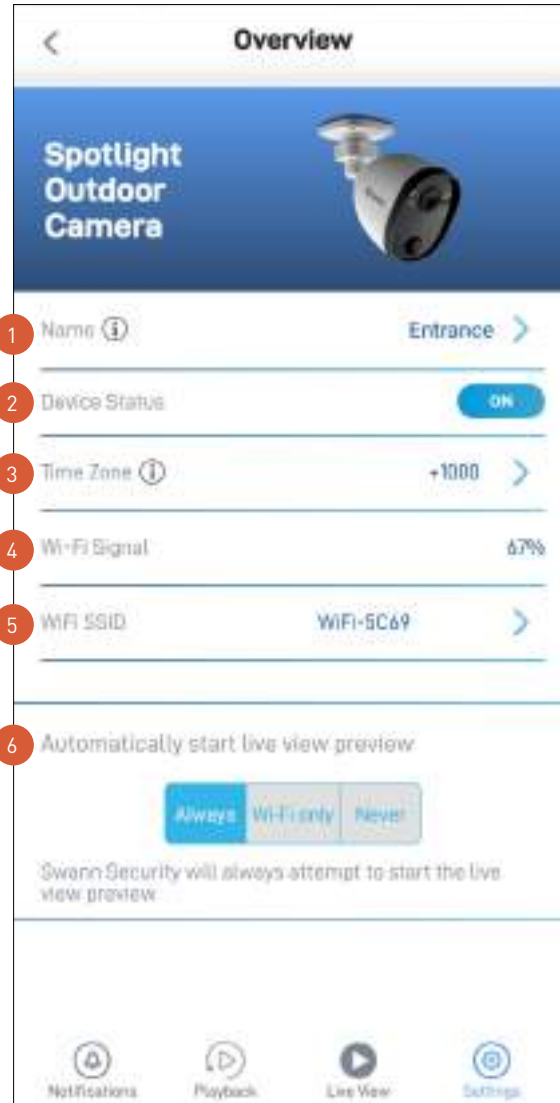 Overview
Spotlight
Outdoor
Camera
1 Name Entrance
2 Device Status ON
3 Time Zone +1000
4 Wi-Fi Signal 67%
5 WiFi SSID WiFi-5C69
6 Automatically start live view preview
Always Wi-Fi only Never
Swann Security will always attempt to start the live
view preview
Notifications Playback Live View Settings